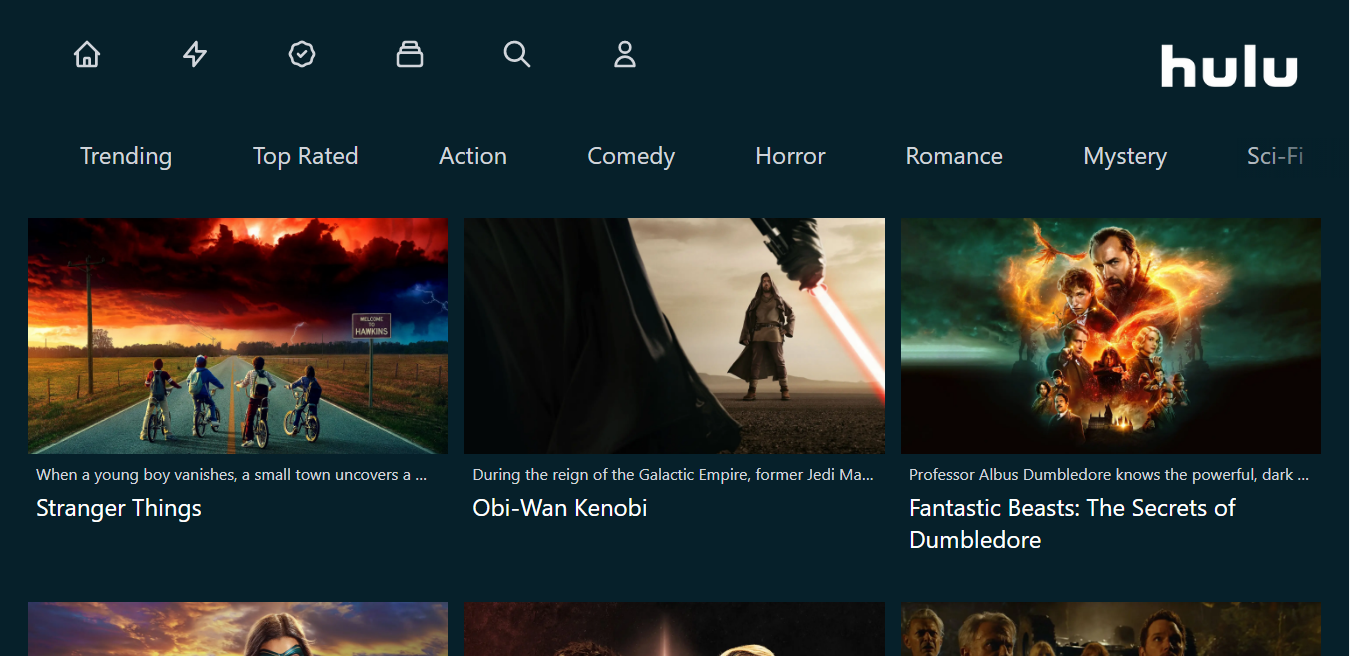 hulu
Trending Top Rated Action Comedy Horror Romance Mystery Sci-Fi
WELCOME
TO
HAWKINS
When a young boy vanishes, a small town uncovers a ...
Stranger Things
During the reign of the Galactic Empire, former Jedi Ma...
Obi-Wan Kenobi
Professor Albus Dumbledore knows the powerful, dark ...
Fantastic Beasts: The Secrets of
Dumbledore